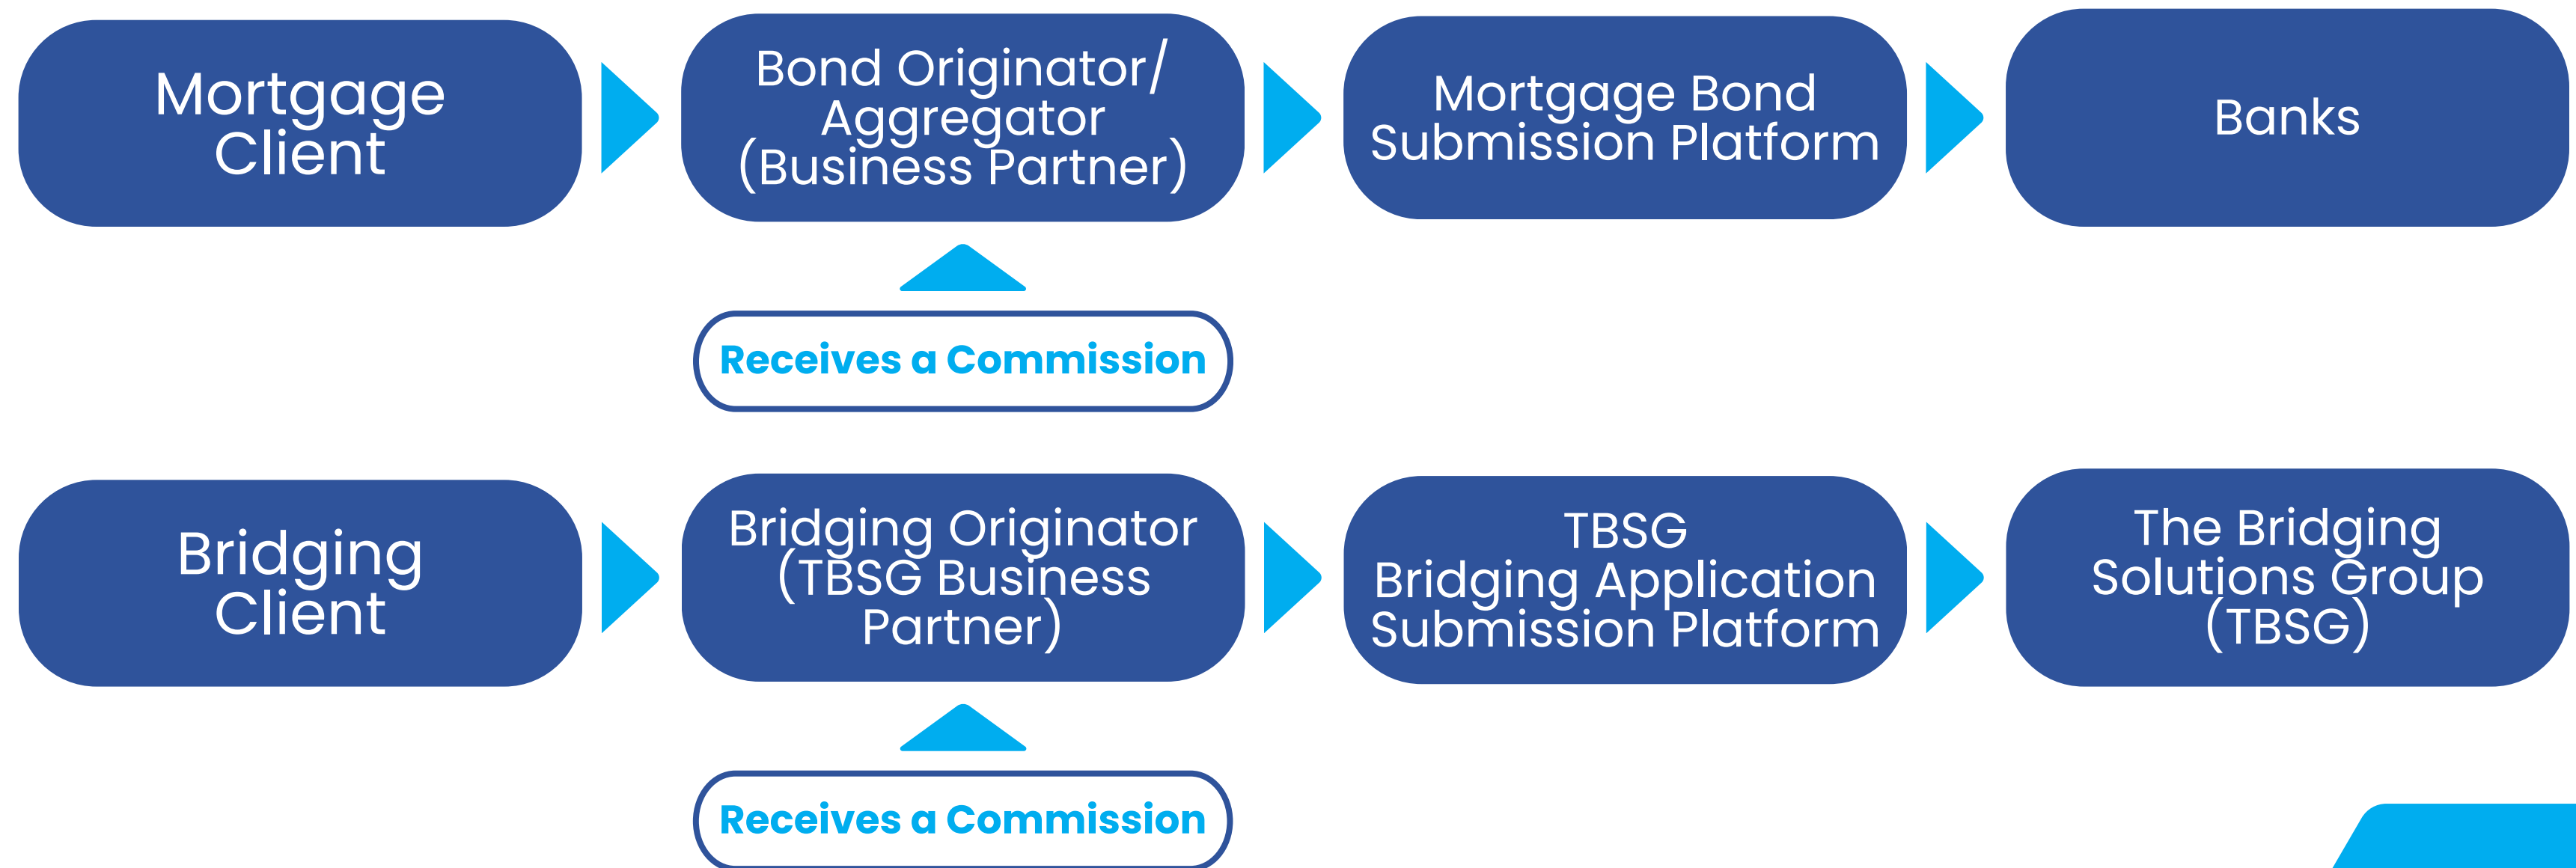 Mortgage
Client
Bond Originator/
Aggregator
(Business Partner)
Mortgage Bond
Submission Platform
Banks
Receives a Commission
Bridging
Client
Bridging Originator
(TBSG Business
Partner)
TBSG
Bridging Application
Submission Platform
The Bridging
Solutions Group
(TBSG)
Receives a Commission